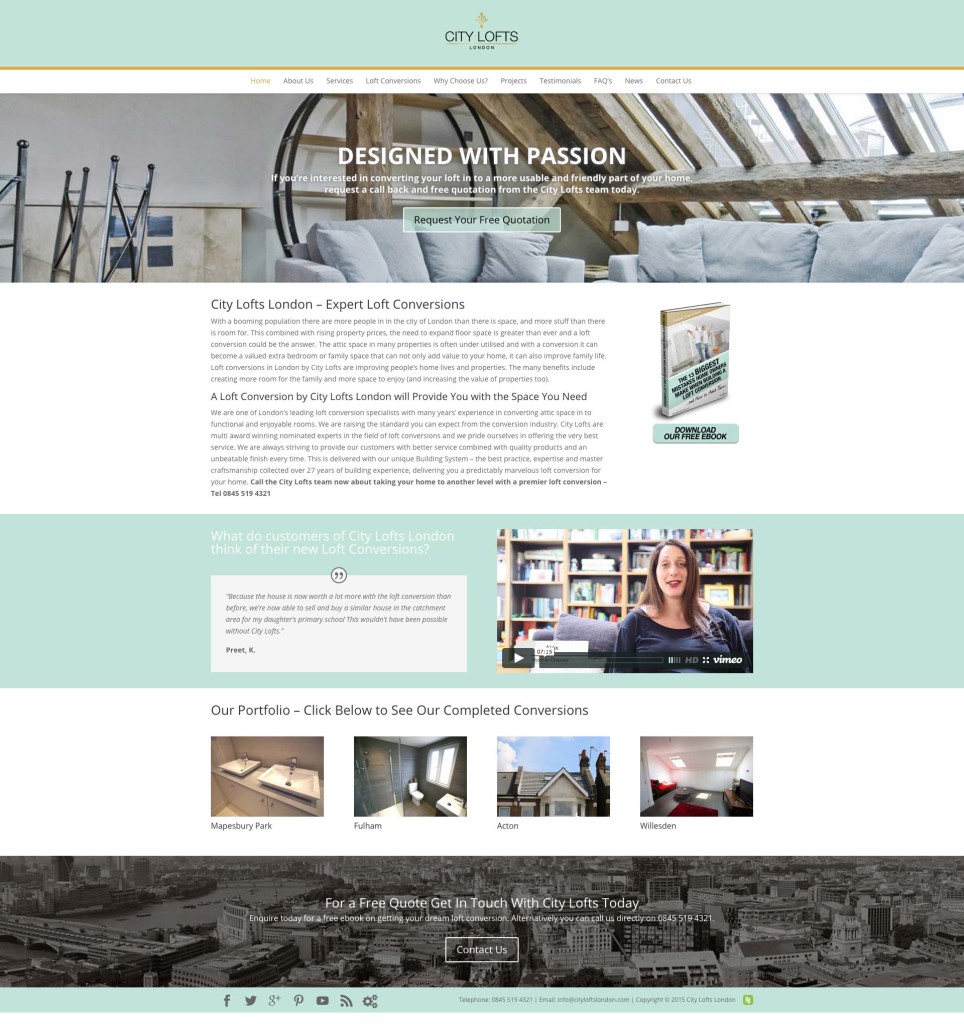 CITY LOFTS
LONDON
Home About Us Services Loft Conversions Why Choose Us? Projects Testimonials FAQ's News Contact Us
DESIGNED WITH PASSION
If you're interested in converting your loft in to a more usable and friendly part of your home,
request a call back and free quotation from the City Lofts team today.
Request Your Free Quotation
City Lofts London – Expert Loft Conversions
With a booming population there are more people in in the city of London than there is space, and more stuff than there
is room for. This combined with rising property prices, the need to expand floor space is greater than ever and a loft
conversion could be the answer. The attic space in many properties is often under utilised and with a conversion it can
become a valued extra bedroom or family space that can not only add value to your home, it can also improve family life.
Loft conversions in London by City Lofts are improving people's home lives and properties. The many benefits include
creating more room for the family and more space to enjoy (and increasing the value of properties too).
A Loft Conversion by City Lofts London will Provide You with the Space You Need
We are one of London's leading loft conversion specialists with many years' experience in converting attic space in to
functional and enjoyable rooms. We are raising the standard you can expect from the conversion industry. City Lofts are
multi award winning nominated experts in the field of loft conversions and we pride ourselves in offering the very best
service. We are always striving to provide our customers with better service combined with quality products and an
unbeatable finish every time. This is delivered with our unique Building System – the best practice, expertise and master
craftsmanship collected over 27 years of building experience, delivering you a predictably marvelous loft conversion for
your home. Call the City Lofts team now about taking your home to another level with a premier loft conversion –
Tel 0845 519 4321
THE 13 BIGGEST
MISTAKES HOME OWNERS
MAKE WHEN BUILDING A
LOFT CONVERSION
and How to Avoid Them!
DOWNLOAD
OUR FREE EBOOK
What do customers of City Lofts London
think of their new Loft Conversions?
"Because the house is now worth a lot more with the loft conversion than
before, we're now able to sell and buy a similar house in the catchment
area for my daughter's primary school This wouldn't have been possible
without City Lofts."
Preet, K.
07:15
HD vimeo
Our Portfolio – Click Below to See Our Completed Conversions
Mapesbury Park
Fulham
Acton
Willesden
For a Free Quote Get In Touch With City Lofts Today
Enquire today for a free ebook on getting your dream loft conversion. Alternatively you can call us directly on 0845 519 4321.
Contact Us
Telephone: 0845 519 4321 | Email: info@cityloftslondon.com | Copyright © 2015 City Lofts London